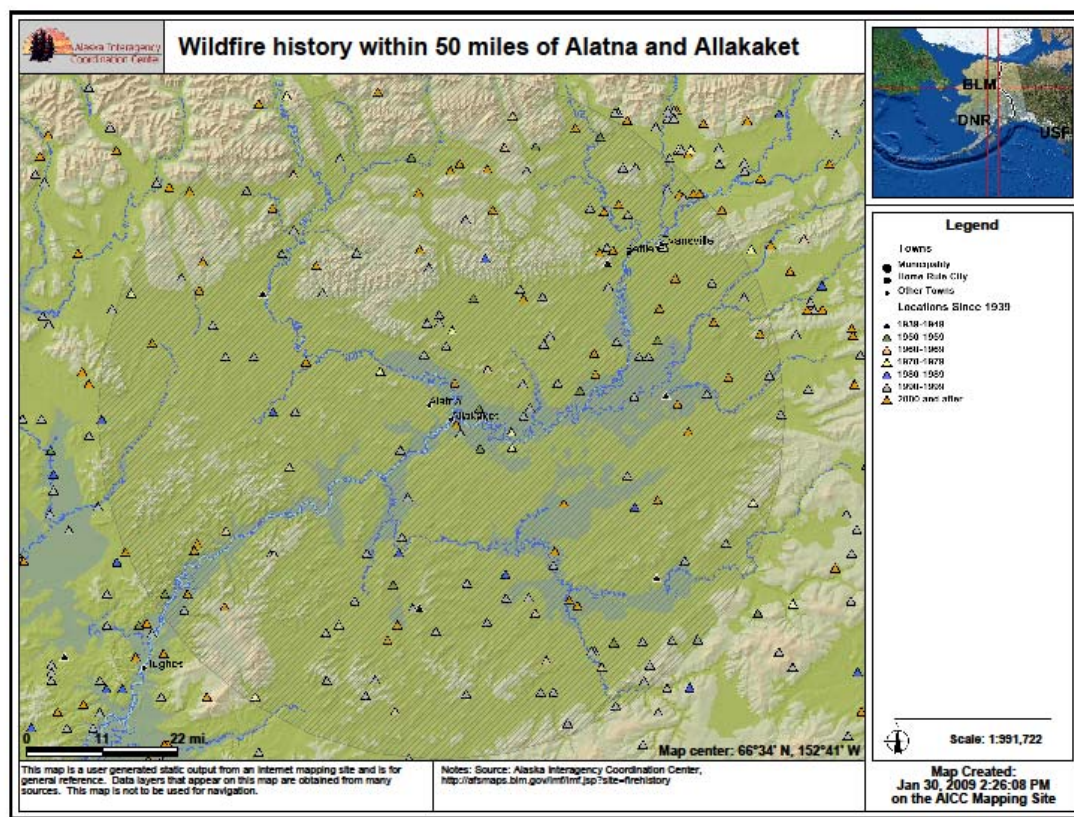 Alaska Interagency
Coordination Center
Wildfire history within 50 miles of Alatna and Allakaket
BLM
DNR
USF
Bettles
Evansville
Alatna
Allakaket
Hughes
0 11 22 mi.
Map center: 66°34' N, 152°41' W
Legend
Towns
Municipality
Home Rule City
Other Towns
Locations Since 1939
1939-1949
1950-1959
1960-1969
1970-1979
1980-1989
1990-1999
2000 and after
Scale: 1:991,722
This map is a user generated static output from an Internet mapping site and is for
general reference. Data layers that appear on this map are obtained from many
sources. This map is not to be used for navigation.
Notes: Source: Alaska Interagency Coordination Center,
http://afsmaps.blm.gov/imf/imf.jsp?site=firehistory
Map Created:
Jan 30, 2009 2:26:08 PM
on the AICC Mapping Site